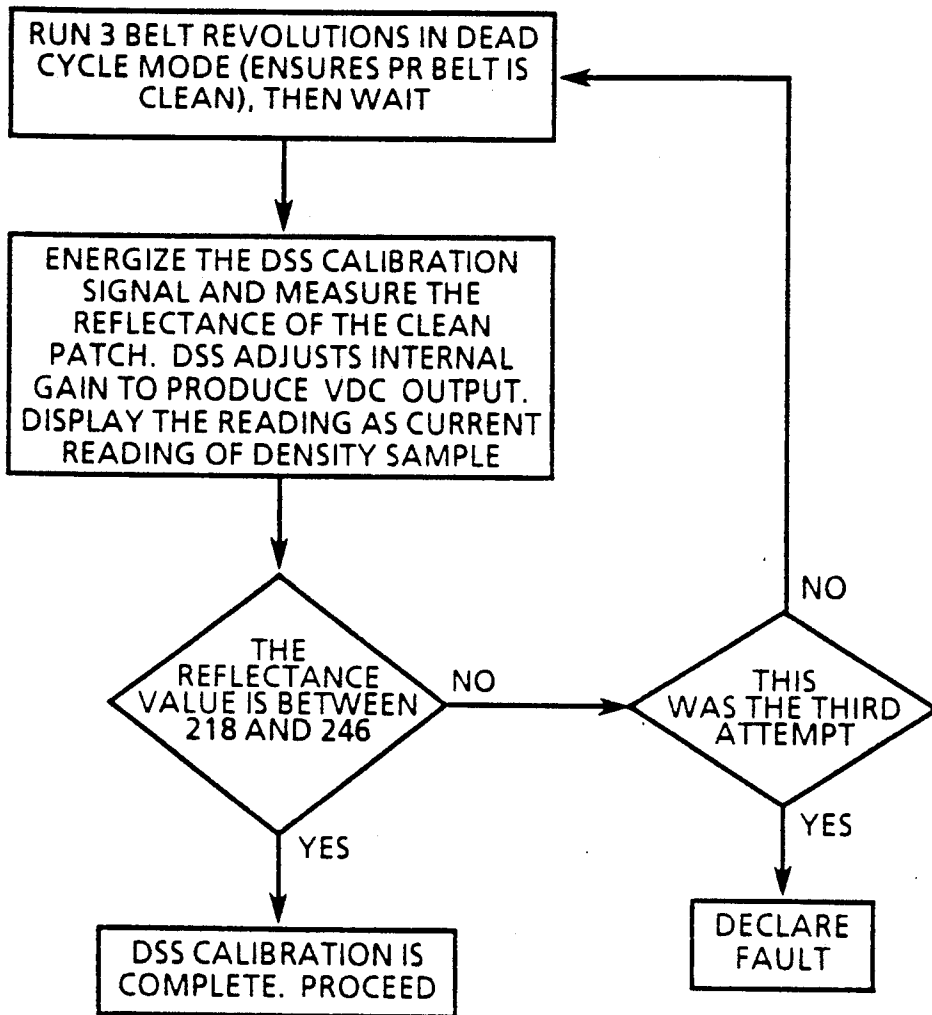 RUN 3 BELT REVOLUTIONS IN DEAD
CYCLE MODE (ENSURES PR BELT IS
CLEAN), THEN WAIT
ENERGIZE THE DSS CALIBRATION
SIGNAL AND MEASURE THE
REFLECTANCE OF THE CLEAN
PATCH. DSS ADJUSTS INTERNAL
GAIN TO PRODUCE VDC OUTPUT.
DISPLAY THE READING AS CURRENT
READING OF DENSITY SAMPLE
THE
REFLECTANCE
VALUE IS BETWEEN
218 AND 246
NO
YES
DSS CALIBRATION IS
COMPLETE. PROCEED
NO
THIS
WAS THE THIRD
ATTEMPT
YES
DECLARE
FAULT